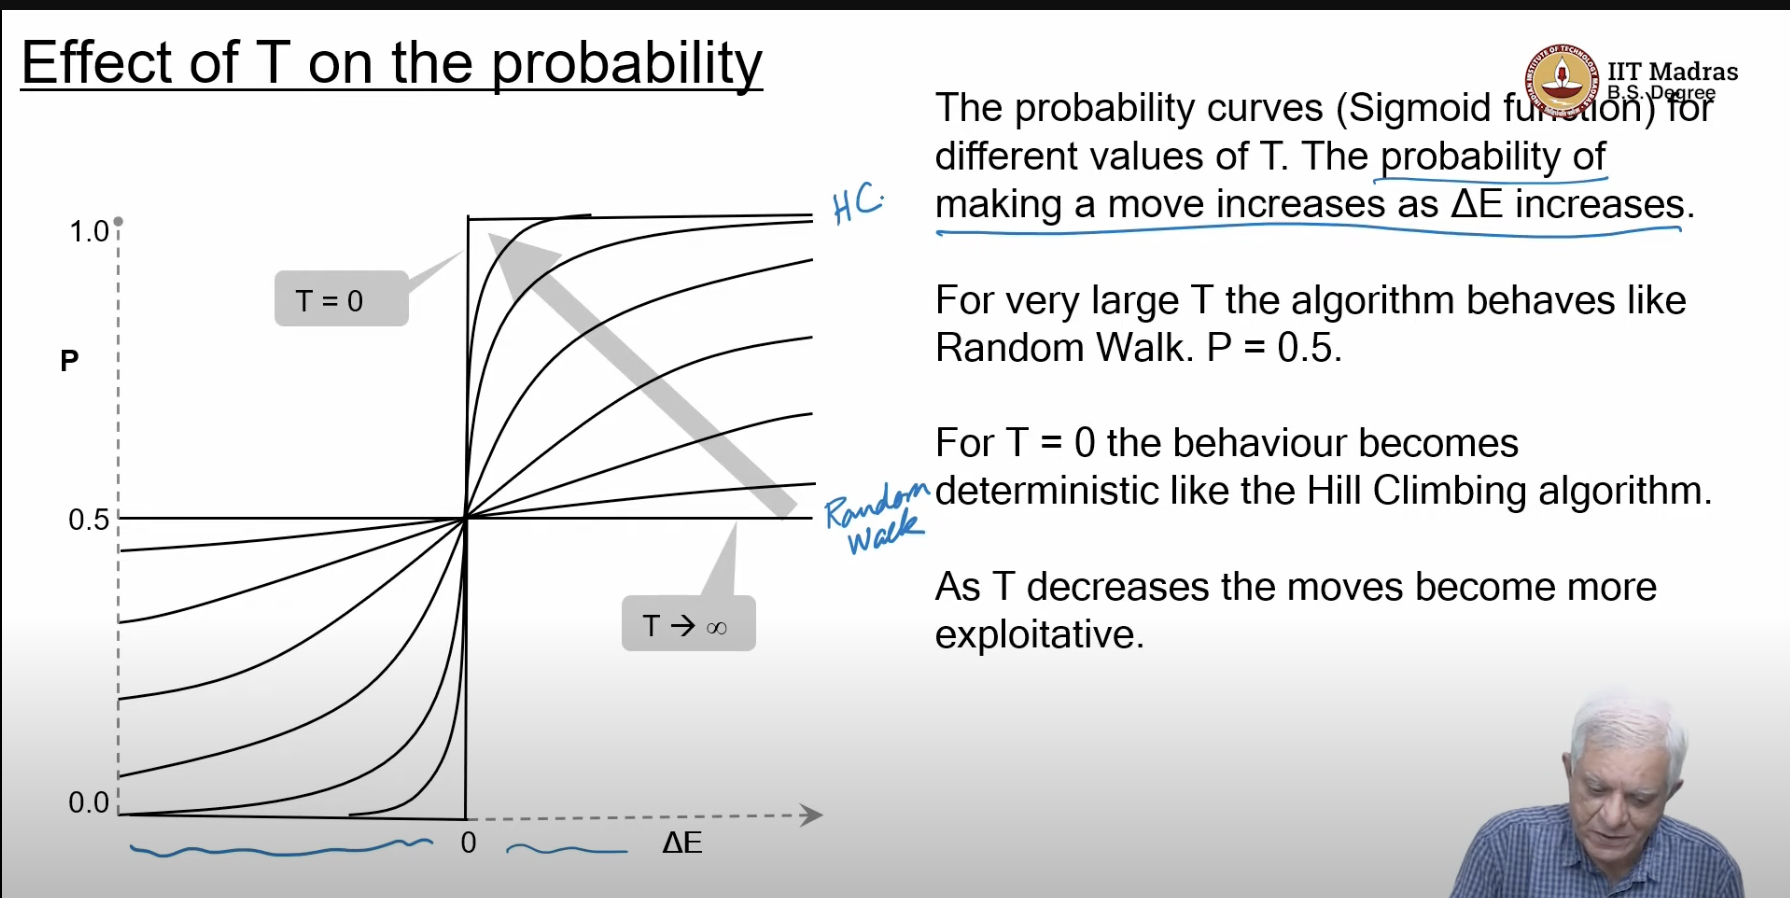 Effect of T on the probability
IIT Madras
B.S. Degree
The probability curves (Sigmoid function) for
different values of T. The probability of
making a move increases as ΔE increases.
For very large T the algorithm behaves like
Random Walk. P = 0.5.
For T = 0 the behaviour becomes
deterministic like the Hill Climbing algorithm.
As T decreases the moves become more
exploitative.
HC.
1.0
T = 0
P
0.5
Random
Walk
T → ∞
0.0
0
ΔE